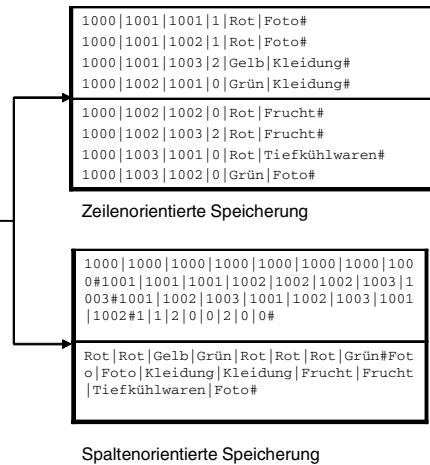 1000|1001|1001|1|Rot|Foto#
1000|1001|1002|1|Rot|Foto#
1000|1001|1003|2|Gelb|Kleidung#
1000|1002|1001|0|Grün|Kleidung#
1000|1002|1002|0|Rot|Frucht#
1000|1002|1003|2|Rot|Frucht#
1000|1003|1001|0|Rot|Tiefkühlwaren#
1000|1003|1002|0|Grün|Foto#
Zeilenorientierte Speicherung
1000|1000|1000|1000|1000|1000|1000|100
0#1001|1001|1001|1002|1002|1002|1003|1
003#1001|1002|1003|1001|1002|1003|1001
|1002#1|1|2|0|0|2|0|0#
Rot|Rot|Gelb|Grün|Rot|Rot|Rot|Grün#Fot
o|Foto|Kleidung|Kleidung|Frucht|Frucht
|Tiefkühlwaren|Foto#
Spaltenorientierte Speicherung